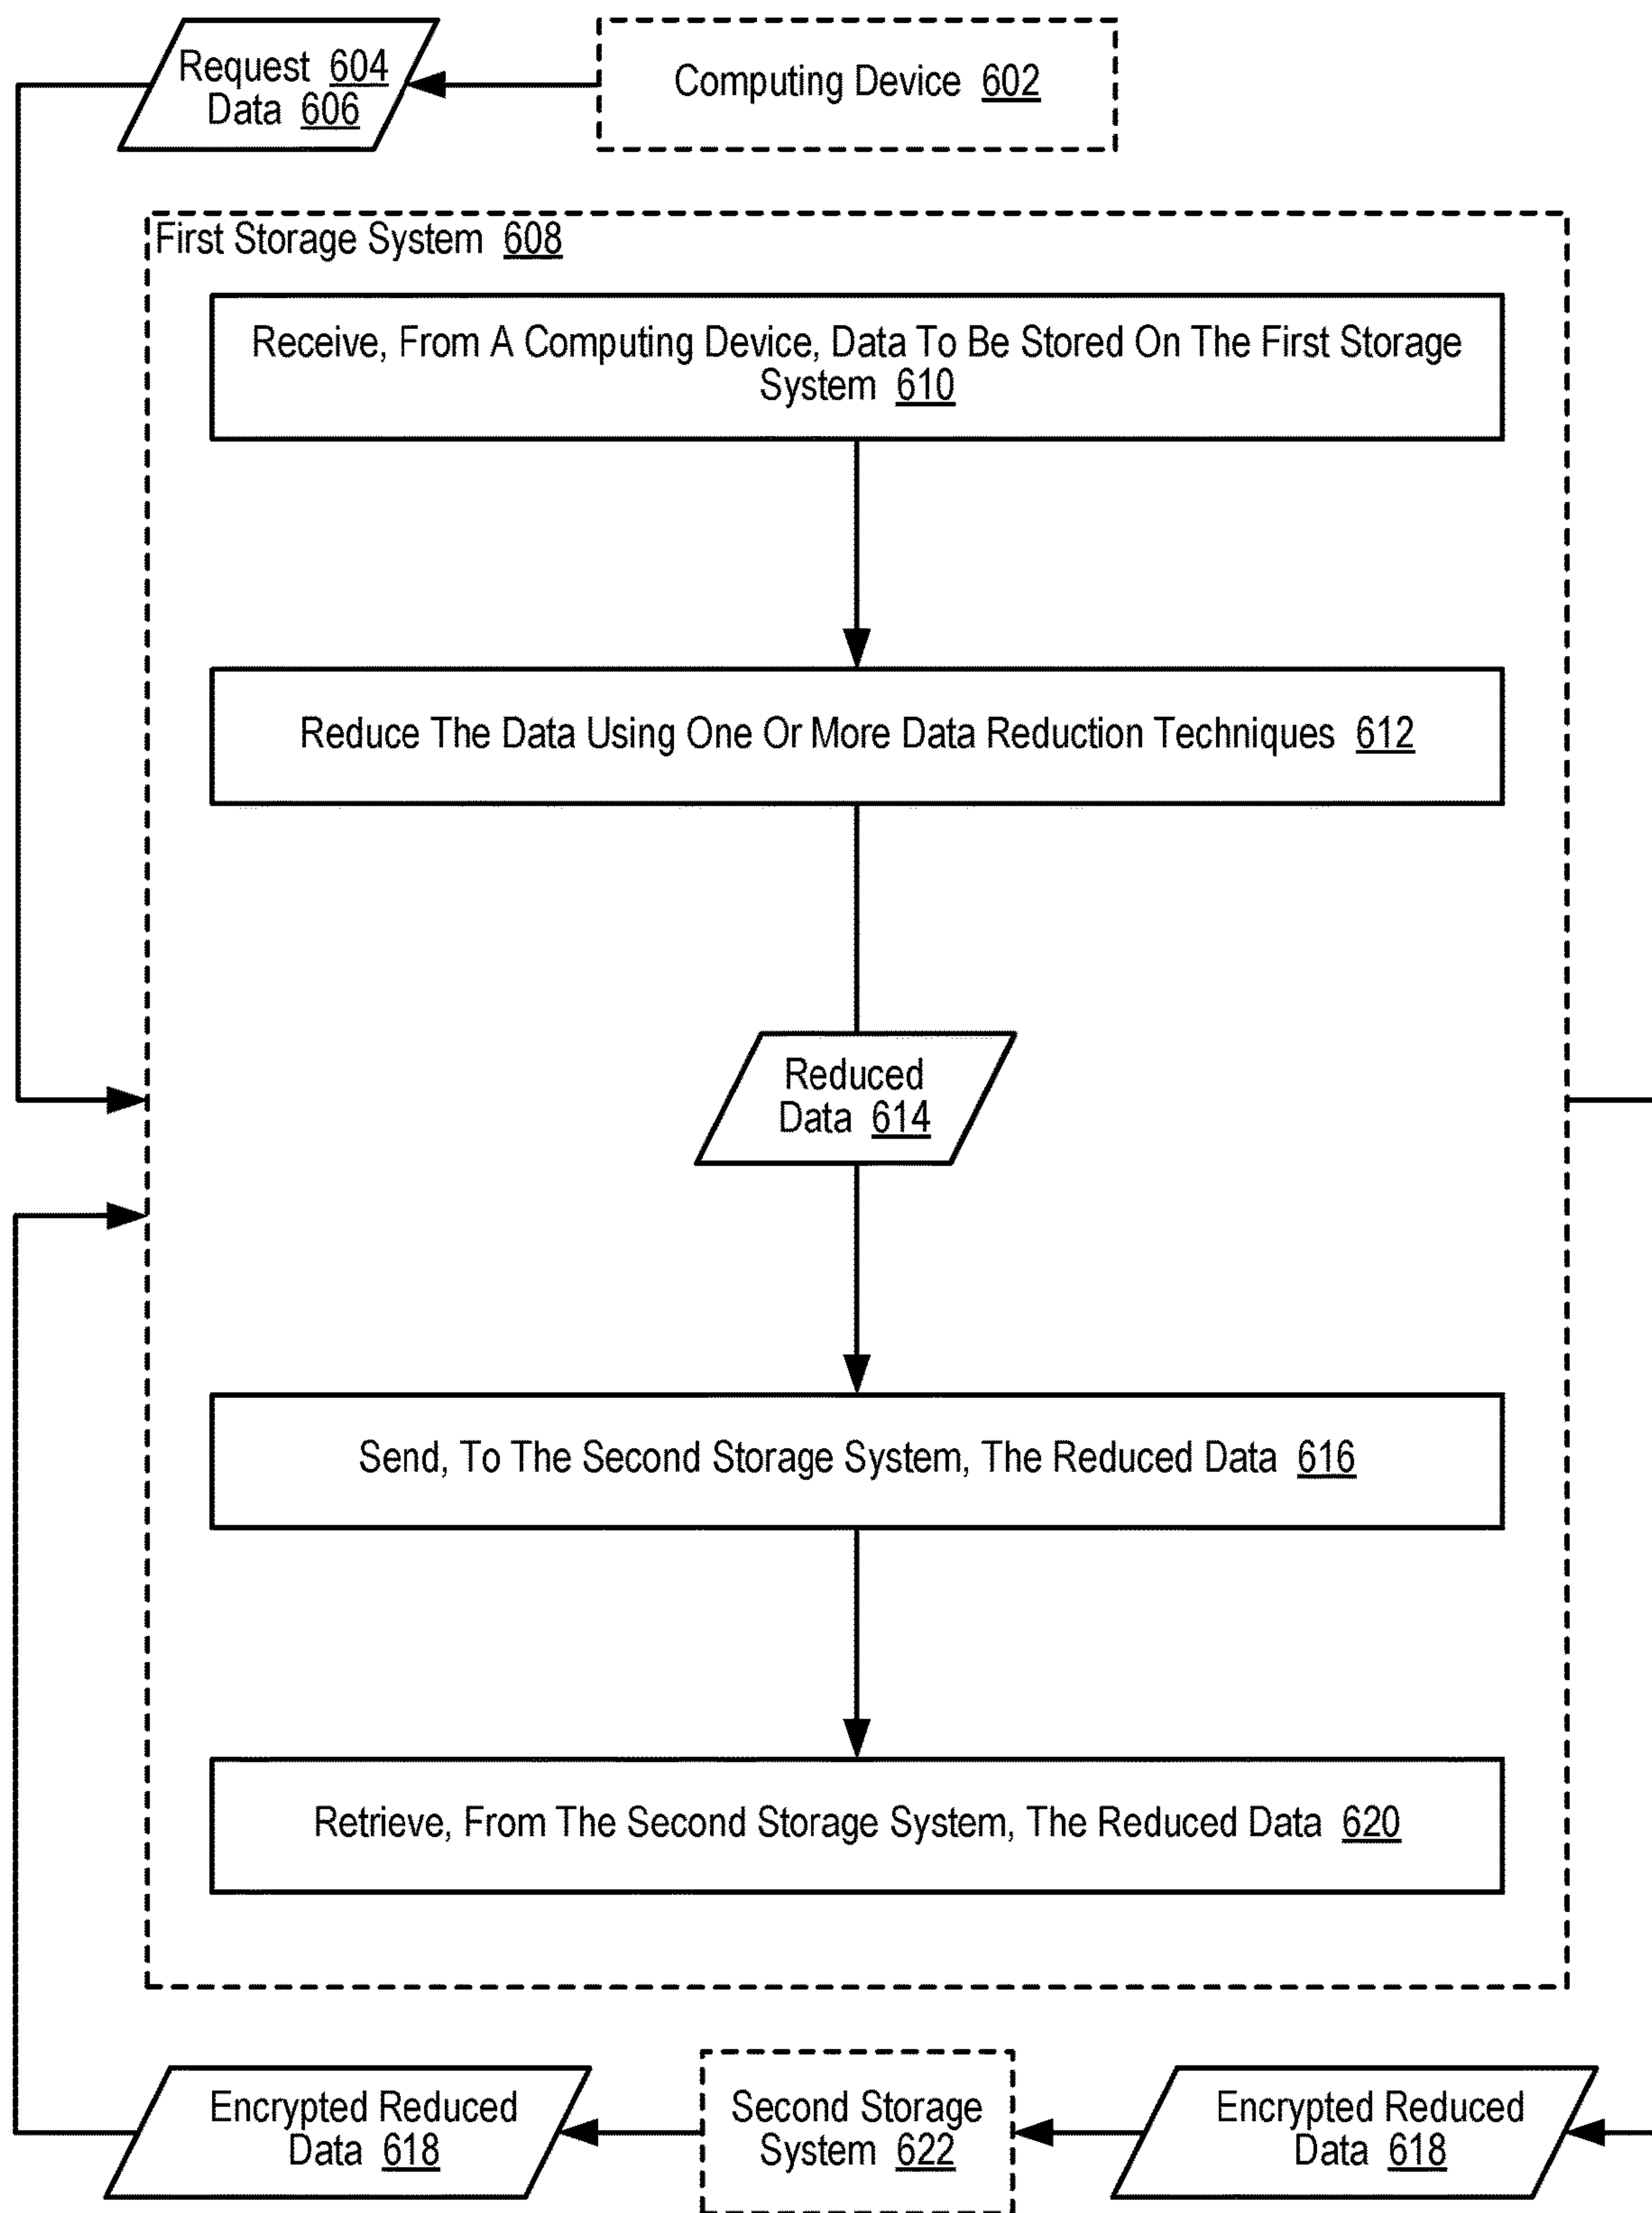 Request 604
Data 606
Computing Device 602
First Storage System 608
Receive, From A Computing Device, Data To Be Stored On The First Storage
System 610
Reduce The Data Using One Or More Data Reduction Techniques 612
Reduced
Data 614
Send, To The Second Storage System, The Reduced Data 616
Retrieve, From The Second Storage System, The Reduced Data 620
Encrypted Reduced
Data 618
Second Storage
System 622
Encrypted Reduced
Data 618